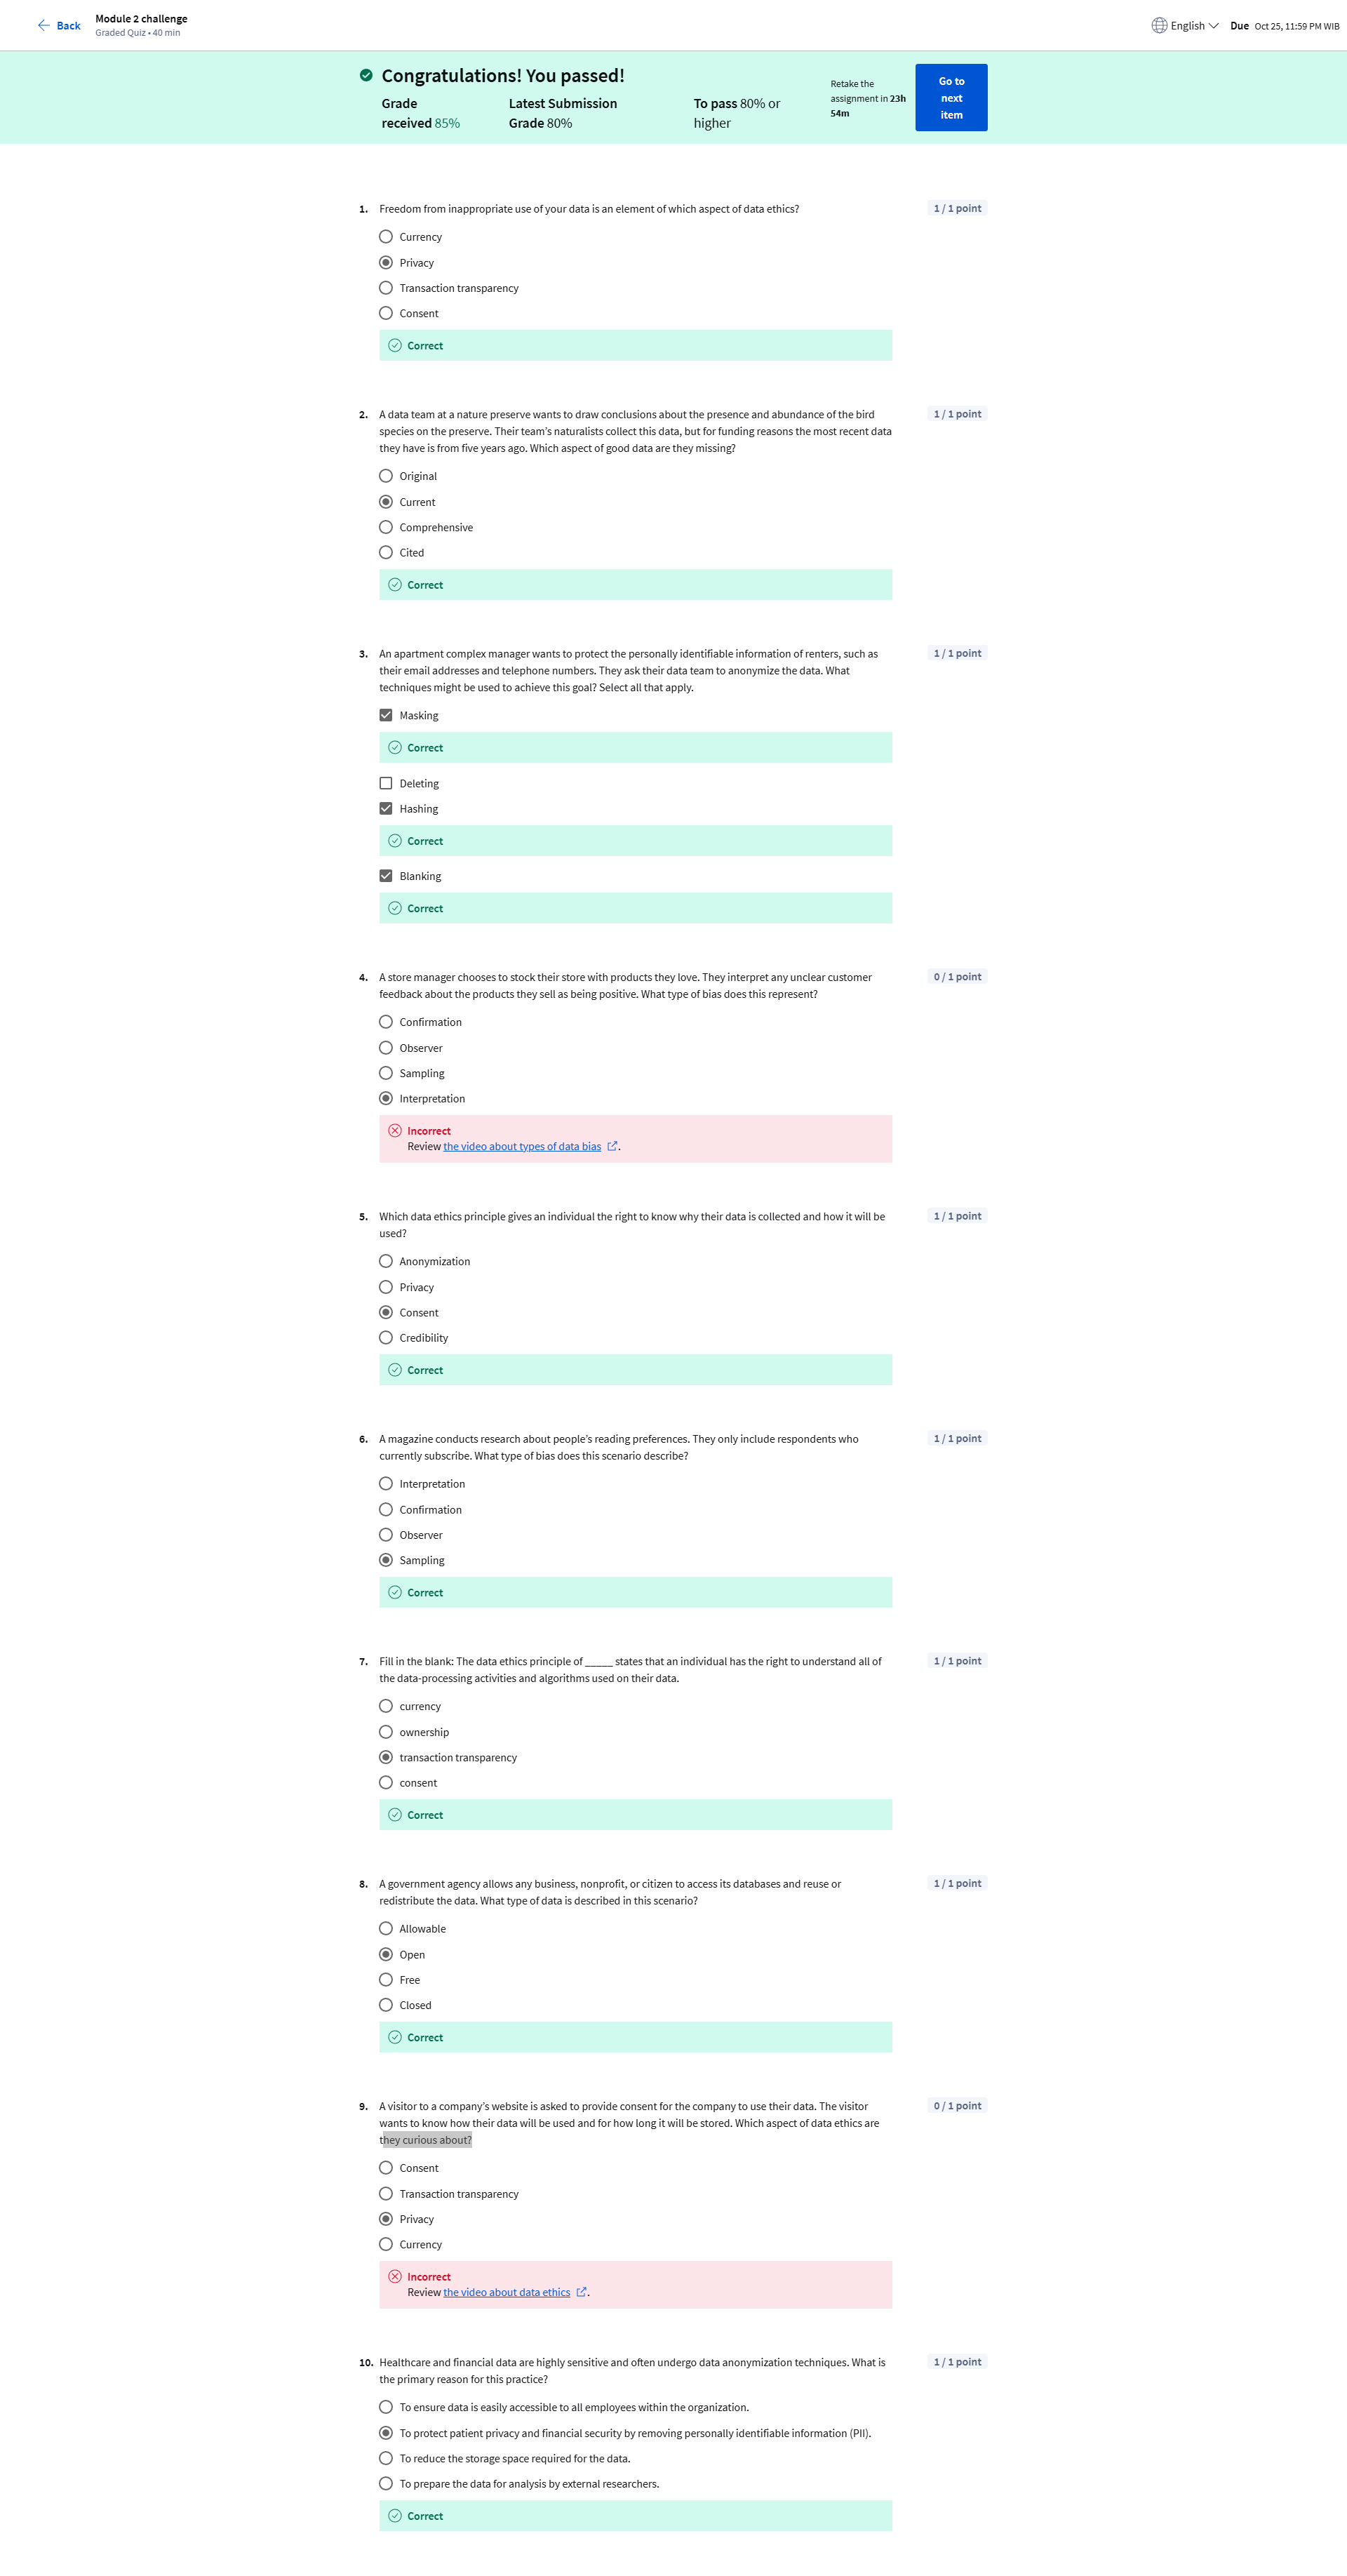 Back
Module 2 challenge
Graded Quiz • 40 min
English
Due Oct 25, 11:59 PM WIB
Congratulations! You passed!
Grade
received 85%
Latest Submission
Grade 80%
To pass 80% or
higher
Retake the
assignment in 23h
54m
Go to
next
item
1. Freedom from inappropriate use of your data is an element of which aspect of data ethics?
1 / 1 point
Currency
Privacy
Transaction transparency
Consent
Correct
2. A data team at a nature preserve wants to draw conclusions about the presence and abundance of the bird
species on the preserve. Their team’s naturalists collect this data, but for funding reasons the most recent data
they have is from five years ago. Which aspect of good data are they missing?
1 / 1 point
Original
Current
Comprehensive
Cited
Correct
3. An apartment complex manager wants to protect the personally identifiable information of renters, such as
their email addresses and telephone numbers. They ask their data team to anonymize the data. What
techniques might be used to achieve this goal? Select all that apply.
1 / 1 point
Masking
Correct
Deleting
Hashing
Correct
Blanking
Correct
4. A store manager chooses to stock their store with products they love. They interpret any unclear customer
feedback about the products they sell as being positive. What type of bias does this represent?
0 / 1 point
Confirmation
Observer
Sampling
Interpretation
Incorrect
Review the video about types of data bias .
5. Which data ethics principle gives an individual the right to know why their data is collected and how it will be
used?
1 / 1 point
Anonymization
Privacy
Consent
Credibility
Correct
6. A magazine conducts research about people’s reading preferences. They only include respondents who
currently subscribe. What type of bias does this scenario describe?
1 / 1 point
Interpretation
Confirmation
Observer
Sampling
Correct
7. Fill in the blank: The data ethics principle of _____ states that an individual has the right to understand all of
the data-processing activities and algorithms used on their data.
1 / 1 point
currency
ownership
transaction transparency
consent
Correct
8. A government agency allows any business, nonprofit, or citizen to access its databases and reuse or
redistribute the data. What type of data is described in this scenario?
1 / 1 point
Allowable
Open
Free
Closed
Correct
9. A visitor to a company’s website is asked to provide consent for the company to use their data. The visitor
wants to know how their data will be used and for how long it will be stored. Which aspect of data ethics are
they curious about?
0 / 1 point
Consent
Transaction transparency
Privacy
Currency
Incorrect
Review the video about data ethics .
10. Healthcare and financial data are highly sensitive and often undergo data anonymization techniques. What is
the primary reason for this practice?
1 / 1 point
To ensure data is easily accessible to all employees within the organization.
To protect patient privacy and financial security by removing personally identifiable information (PII).
To reduce the storage space required for the data.
To prepare the data for analysis by external researchers.
Correct